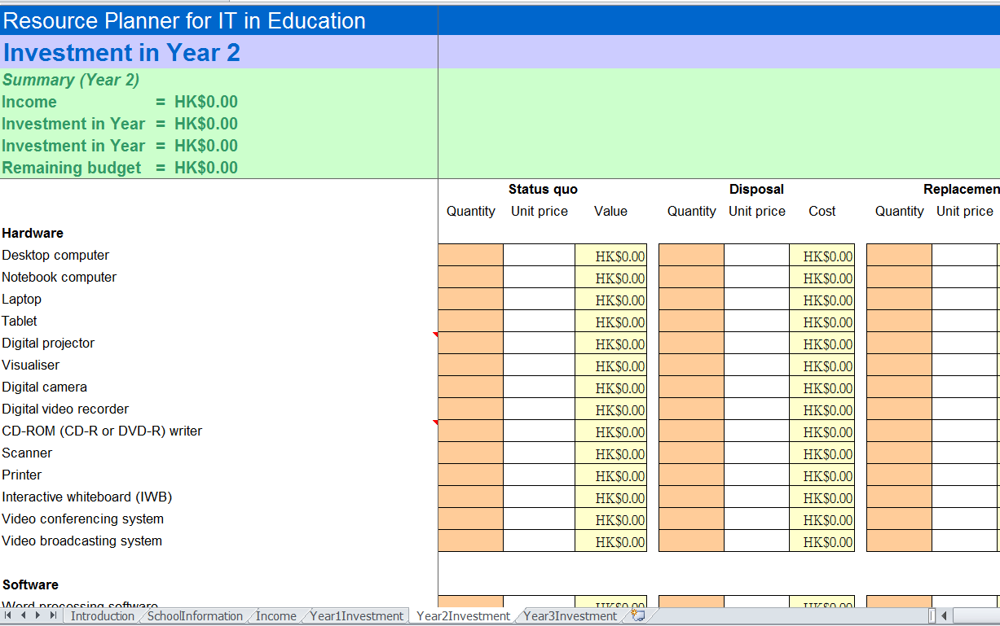 Resource Planner for IT in Education
Investment in Year 2
Summary (Year 2)
Income = HK$0.00
Investment in Year = HK$0.00
Investment in Year = HK$0.00
Remaining budget = HK$0.00
Status quo Disposal Replacemen
Quantity Unit price Value Quantity Unit price Cost Quantity Unit price
Hardware
Desktop computer HK$0.00 HK$0.00
Notebook computer HK$0.00 HK$0.00
Laptop HK$0.00 HK$0.00
Tablet HK$0.00 HK$0.00
Digital projector HK$0.00 HK$0.00
Visualiser HK$0.00 HK$0.00
Digital camera HK$0.00 HK$0.00
Digital video recorder HK$0.00 HK$0.00
CD-ROM (CD-R or DVD-R) writer HK$0.00 HK$0.00
Scanner HK$0.00 HK$0.00
Printer HK$0.00 HK$0.00
Interactive whiteboard (IWB) HK$0.00 HK$0.00
Video conferencing system HK$0.00 HK$0.00
Video broadcasting system HK$0.00 HK$0.00
Software
Word processing software HK$0.00 HK$0.00
Introduction SchoolInformation Income Year1Investment Year2Investment Year3Investment